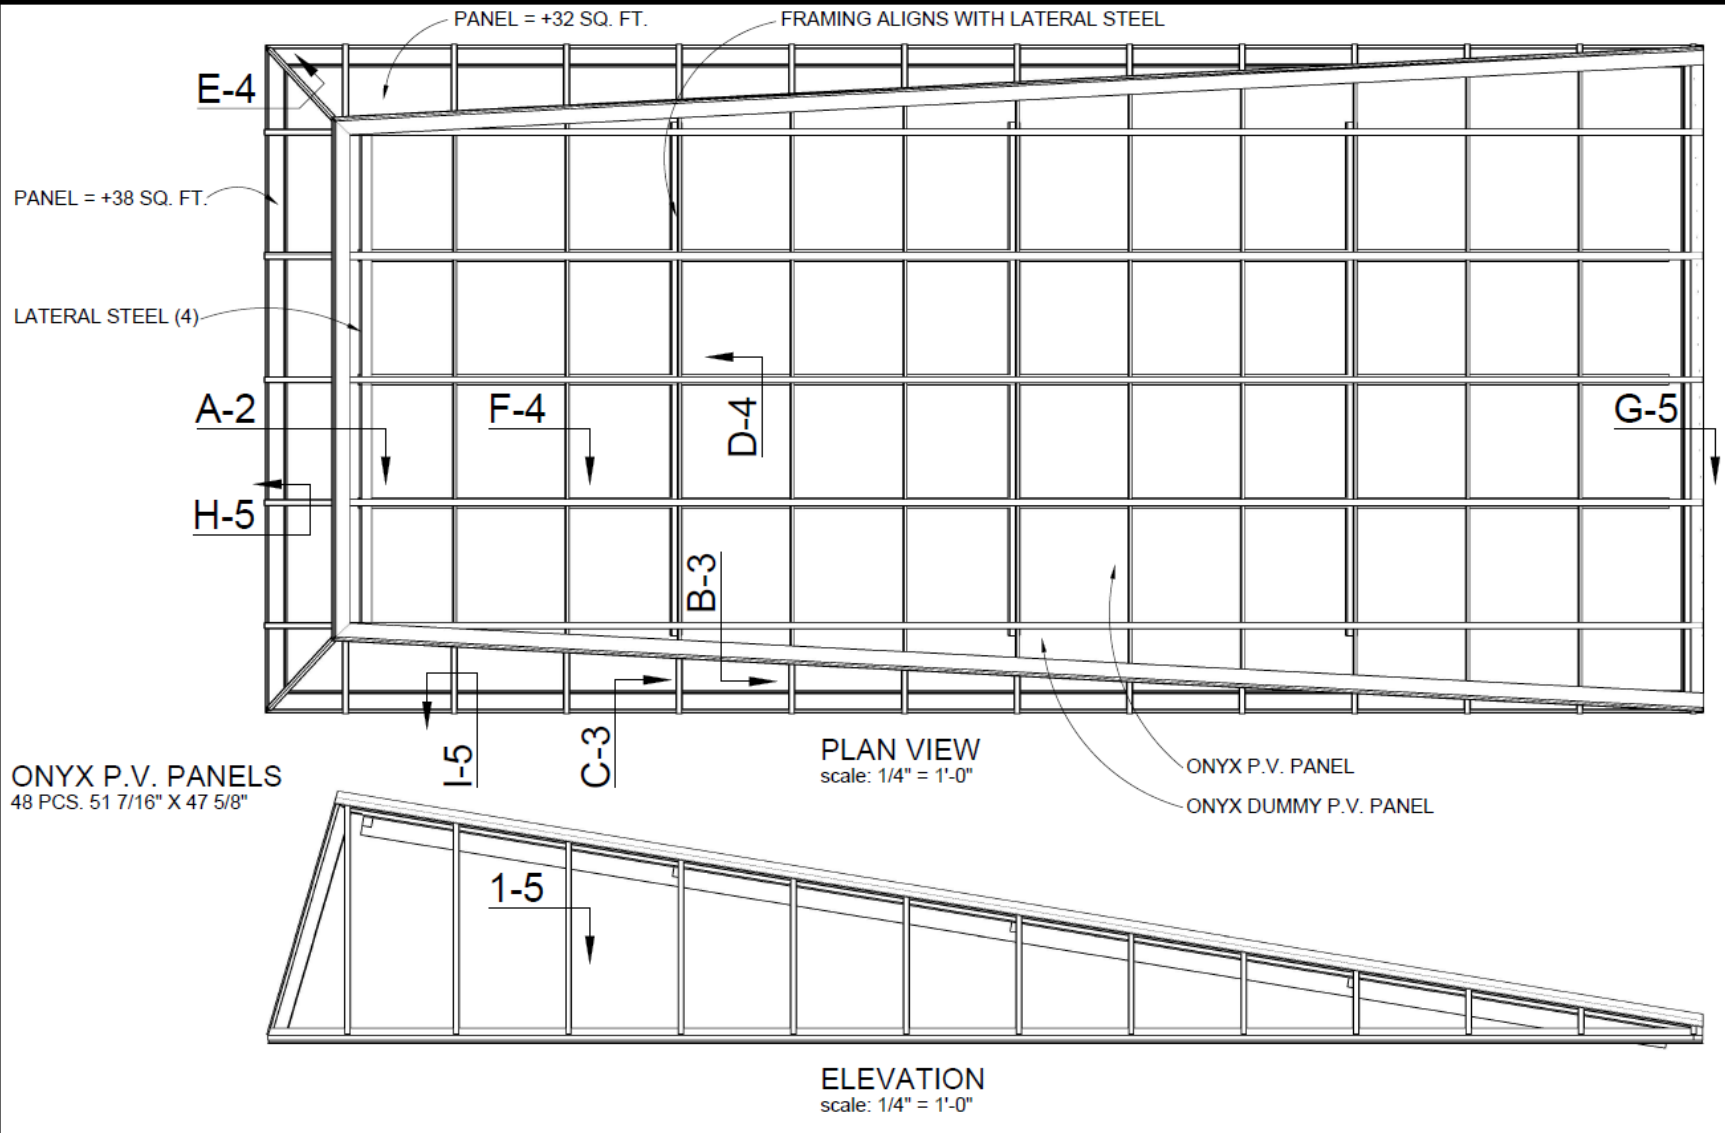 PANEL = +32 SQ. FT.
FRAMING ALIGNS WITH LATERAL STEEL
E-4
PANEL = +38 SQ. FT.
LATERAL STEEL (4)
A-2
F-4
D-4
G-5
H-5
B-3
I-5
C-3
PLAN VIEW
scale: 1/4" = 1'-0"
ONYX P.V. PANEL
ONYX DUMMY P.V. PANEL
ONYX P.V. PANELS
48 PCS. 51 7/16" X 47 5/8"
1-5
ELEVATION
scale: 1/4" = 1'-0"